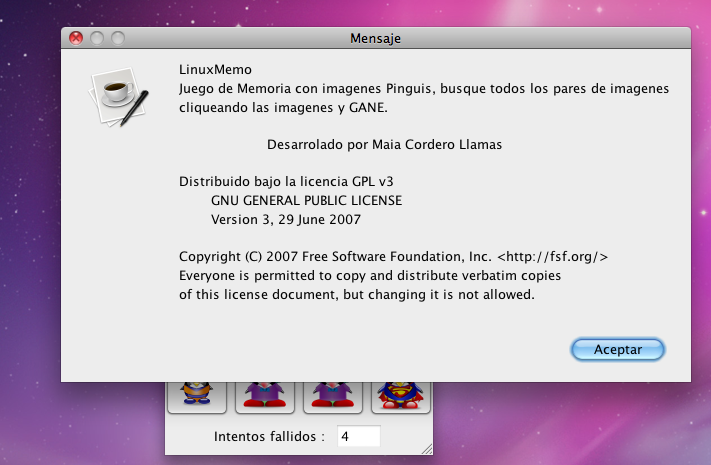 Mensaje
LinuxMemo
Juego de Memoria con imagenes Pinguis, busque todos los pares de imagenes
cliqueando las imagenes y GANE.
Desarrolado por Maia Cordero Llamas
Distribuido bajo la licencia GPL v3
GNU GENERAL PUBLIC LICENSE
Version 3, 29 June 2007
Copyright (C) 2007 Free Software Foundation, Inc. <http://fsf.org/>
Everyone is permitted to copy and distribute verbatim copies
of this license document, but changing it is not allowed.
Aceptar
Intentos fallidos : 4